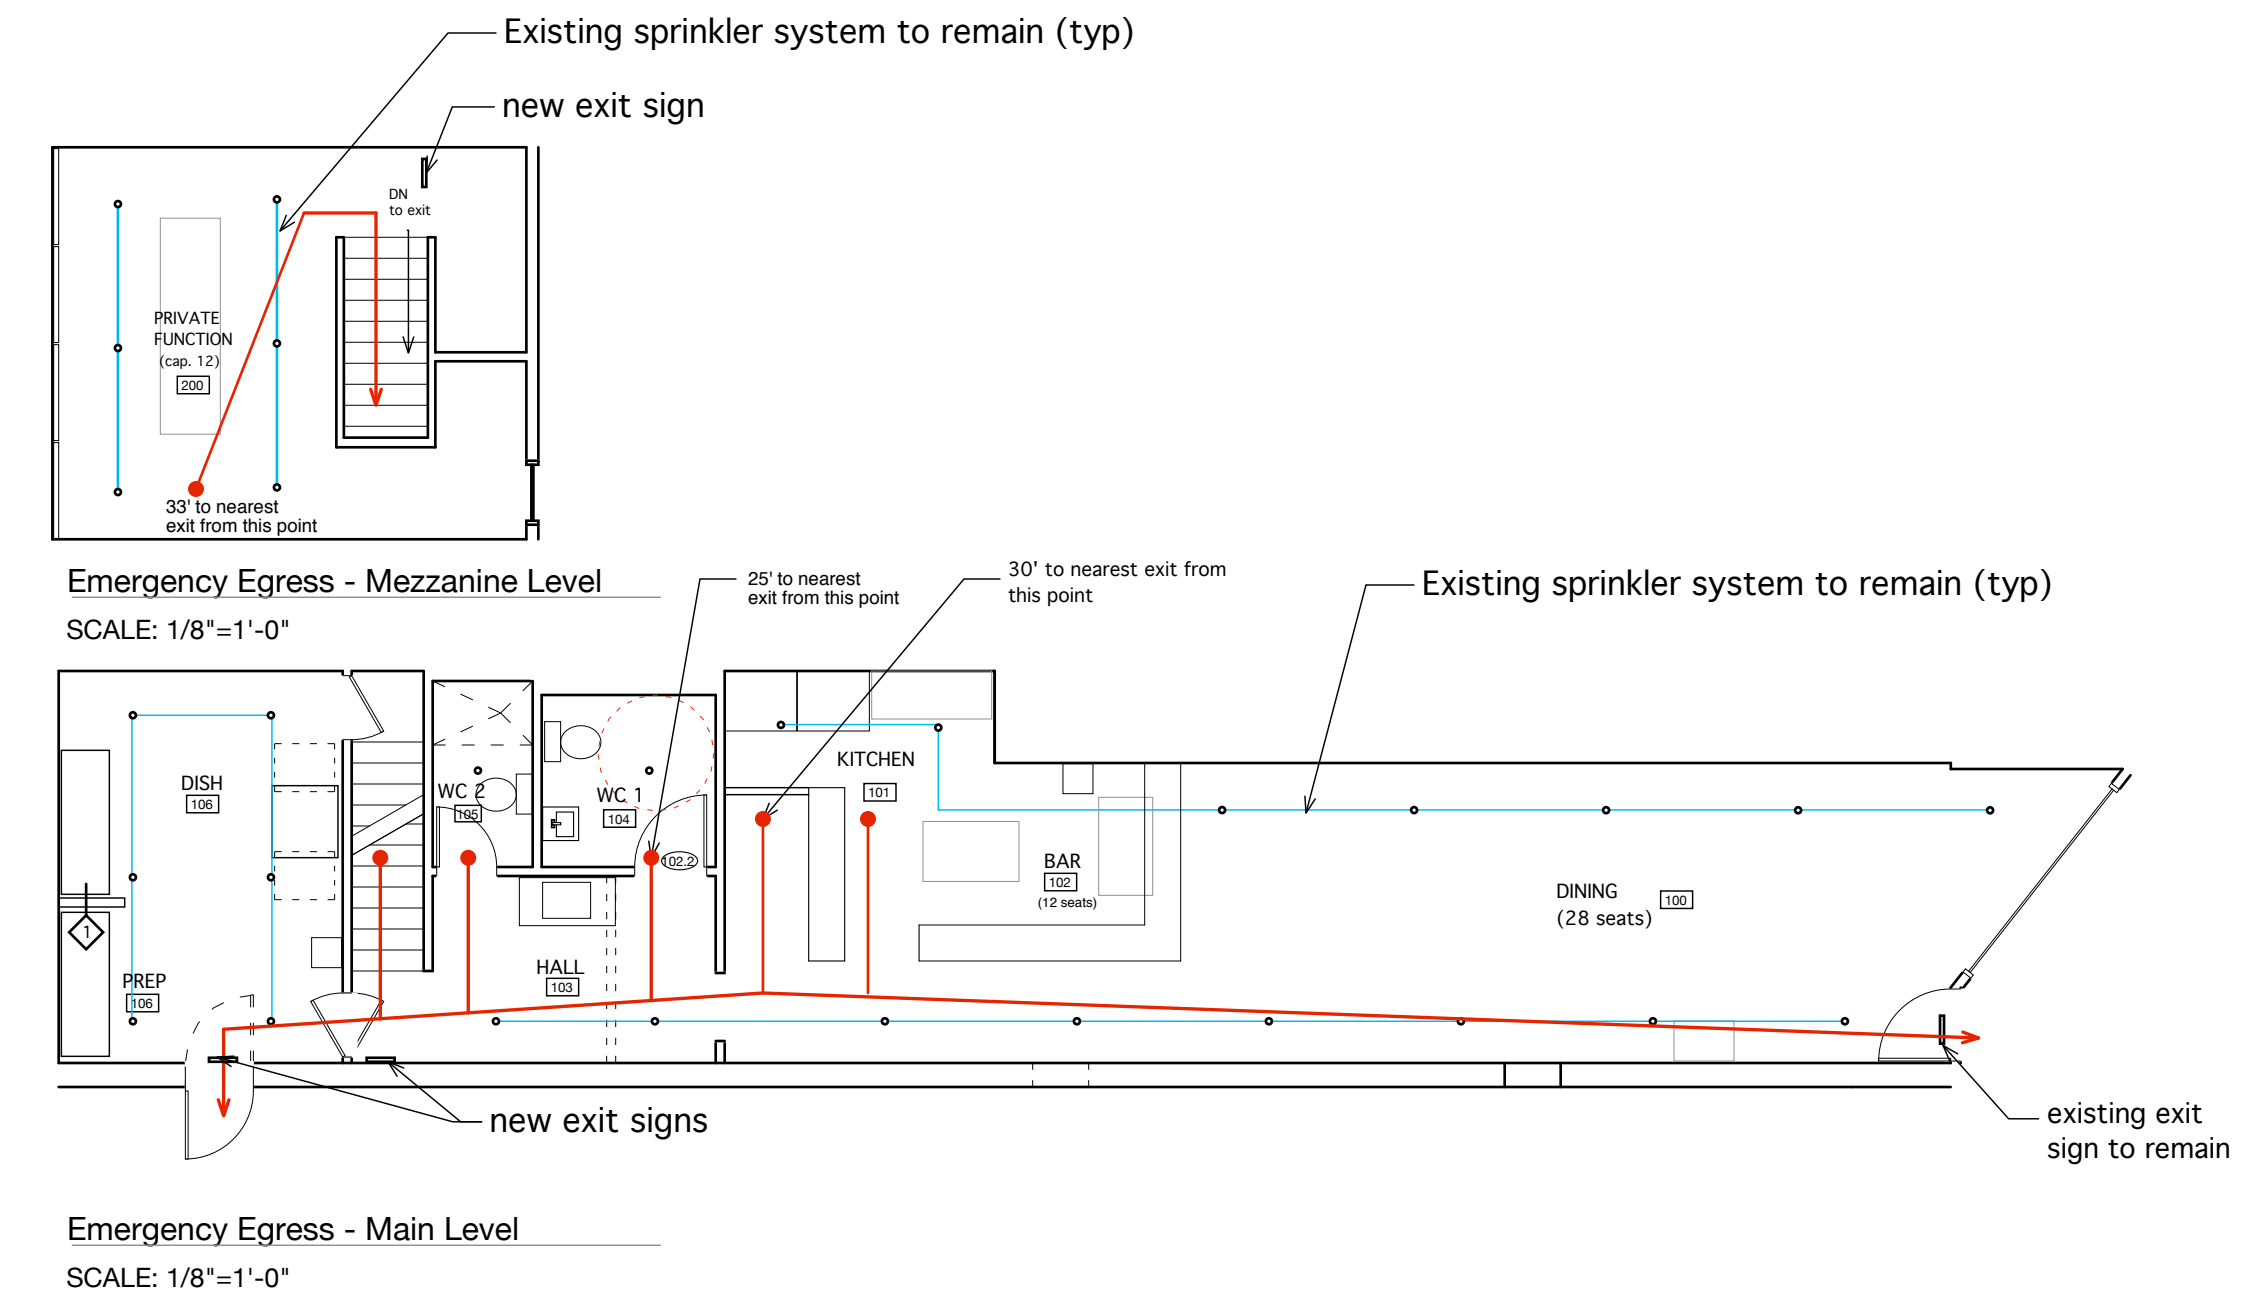 Existing sprinkler system to remain (typ)
new exit sign
DN
to exit
PRIVATE
FUNCTION
(cap. 12)
200
33' to nearest
exit from this point
Emergency Egress - Mezzanine Level
SCALE: 1/8"=1'-0"
25' to nearest
exit from this point
30' to nearest exit from
this point
Existing sprinkler system to remain (typ)
DISH
106
WC 2
105
WC 1
104
102.2
KITCHEN
101
BAR
102
(12 seats)
DINING
(28 seats)
100
1
PREP
106
HALL
103
new exit signs
existing exit
sign to remain
Emergency Egress - Main Level
SCALE: 1/8"=1'-0"